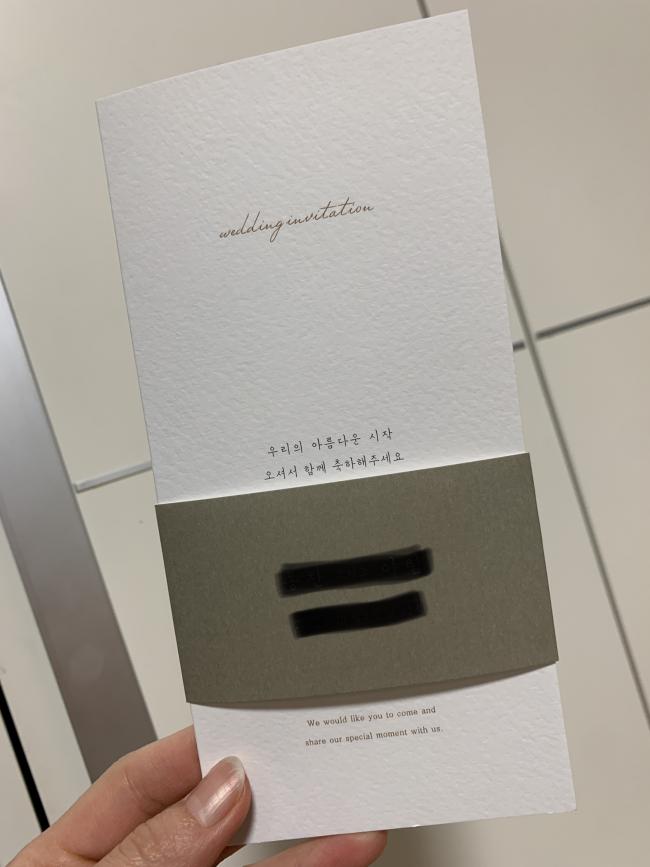 wedding invitation
우리의 아름다운 시작
오셔서 함께 축하해주세요
We would like you to come and
share our special moment with us.